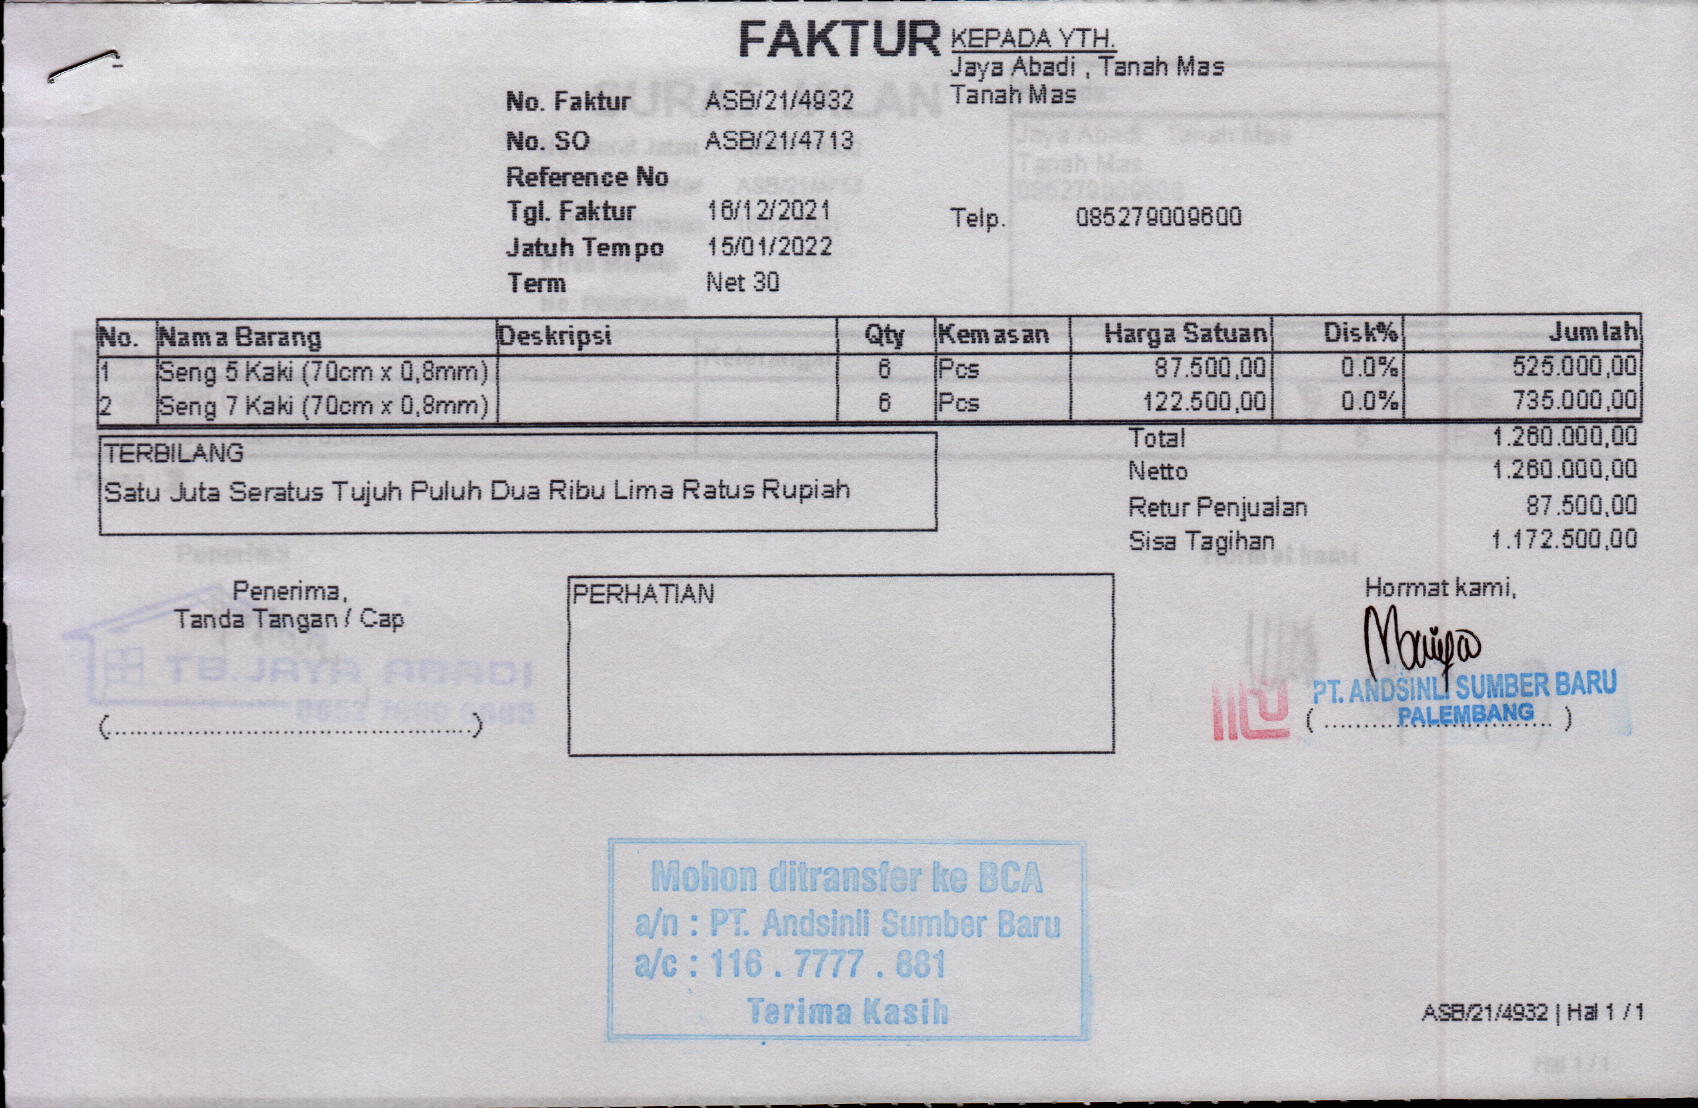 FAKTUR
KEPADA YTH.
Jaya Abadi , Tanah Mas
Tanah Mas
No. Faktur ASB/21/4932
No. SO ASB/21/4713
Reference No
Tgl. Faktur 16/12/2021
Telp. 085279009600
Jatuh Tempo 15/01/2022
Term Net 30
No. Nama Barang Deskripsi Qty Kemasan Harga Satuan Disk% Jumlah
1 Seng 5 Kaki (70cm x 0,8mm) 6 Pcs 87.500,00 0.0% 525.000,00
2 Seng 7 Kaki (70cm x 0,8mm) 6 Pcs 122.500,00 0.0% 735.000,00
Total 1.260.000,00
TERBILANG
Netto 1.260.000,00
Satu Juta Seratus Tujuh Puluh Dua Ribu Lima Ratus Rupiah
Retur Penjualan 87.500,00
Sisa Tagihan 1.172.500,00
Penerima,
Tanda Tangan / Cap
PERHATIAN
Hormat kami,
TB.JAYA ABADI
PT. ANDSINLI SUMBER BARU
PALEMBANG
(................................................)
( .............................. )
Mohon ditransfer ke BCA
a/n : PT. Andsinli Sumber Baru
a/c : 116 . 7777 . 881
Terima Kasih
ASB/21/4932 | Hal 1 / 1